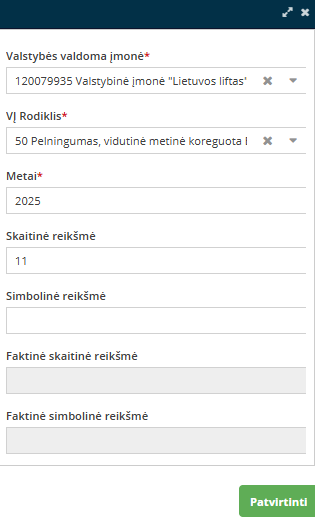 Valstybės valdoma įmonė*
120079935 Valstybinė įmonė "Lietuvos liftas"
VĮ Rodiklis*
50 Pelningumas, vidutinė metinė koreguota
Metai*
2025
Skaitinė reikšmė
11
Simbolinė reikšmė
Faktinė skaitinė reikšmė
Faktinė simbolinė reikšmė
Patvirtinti